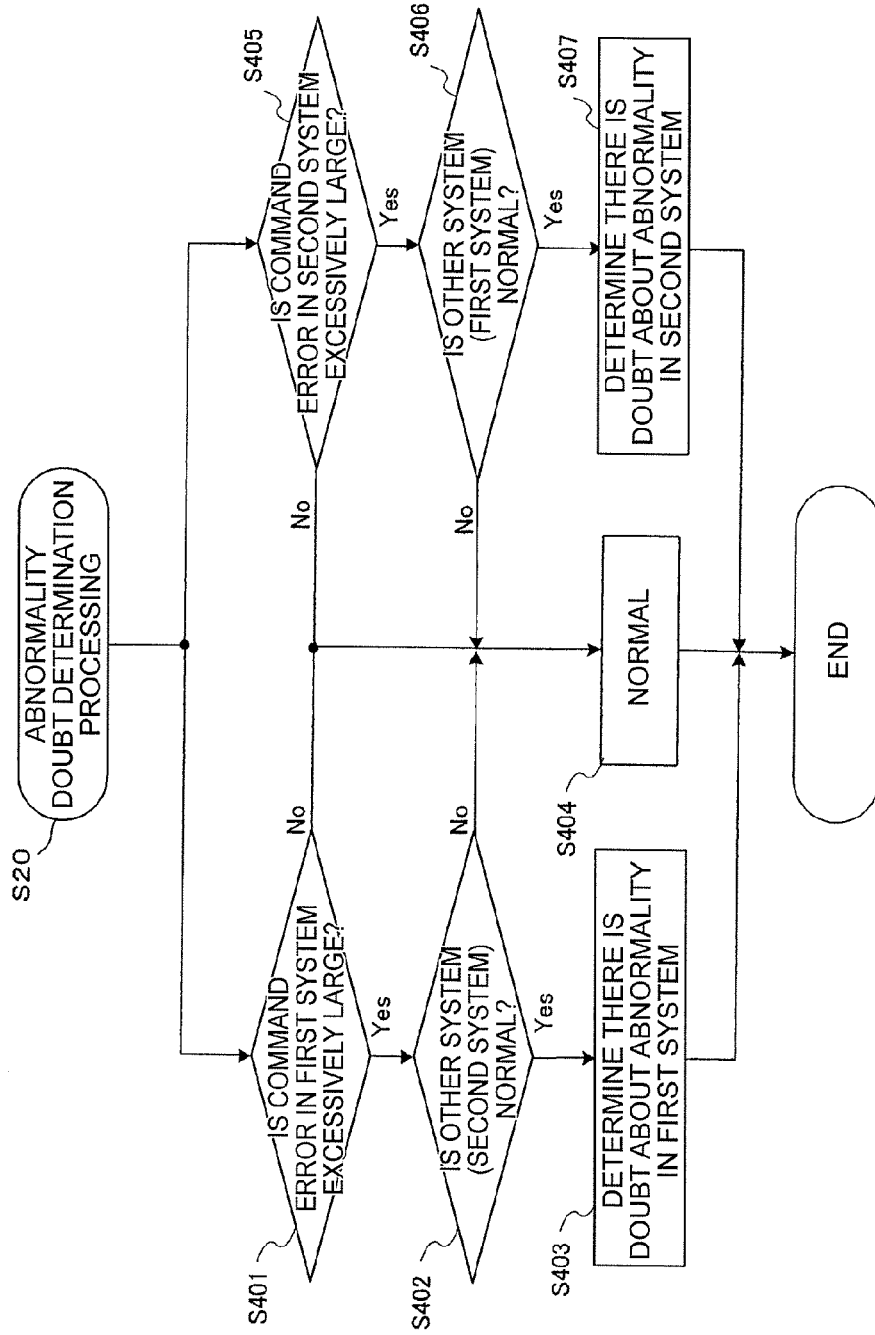 S20
ABNORMALITY
DOUBT DETERMINATION
PROCESSING
S401
IS COMMAND
ERROR IN FIRST SYSTEM
EXCESSIVELY LARGE?
No
Yes
S402
IS OTHER SYSTEM
(SECOND SYSTEM)
NORMAL?
No
Yes
S403
DETERMINE THERE IS
DOUBT ABOUT ABNORMALITY
IN FIRST SYSTEM
S404
NORMAL
S405
IS COMMAND
ERROR IN SECOND SYSTEM
EXCESSIVELY LARGE?
No
Yes
S406
IS OTHER SYSTEM
(FIRST SYSTEM)
NORMAL?
No
Yes
S407
DETERMINE THERE IS
DOUBT ABOUT ABNORMALITY
IN SECOND SYSTEM
END